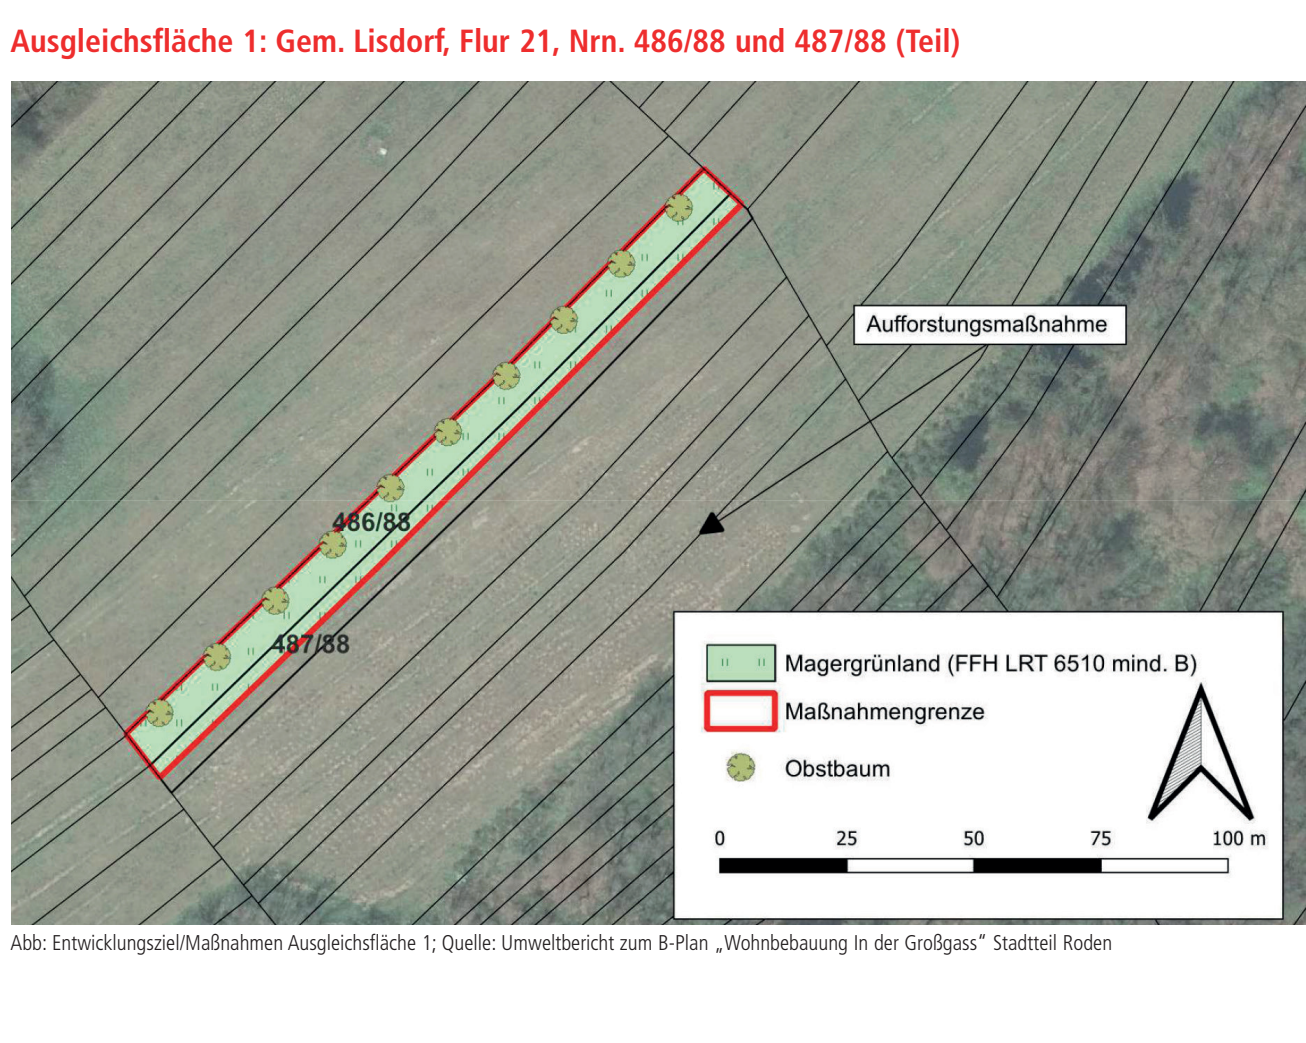 Ausgleichsfläche 1: Gem. Lisdorf, Flur 21, Nrn. 486/88 und 487/88 (Teil)
Aufforstungsmaßnahme
486/88
487/88
Magergrünland (FFH LRT 6510 mind. B)
Maßnahmengrenze
Obstbaum
0 25 50 75 100 m
Abb: Entwicklungsziel/Maßnahmen Ausgleichsfläche 1; Quelle: Umweltbericht zum B-Plan „Wohnbebauung In der Großgass“ Stadtteil Roden